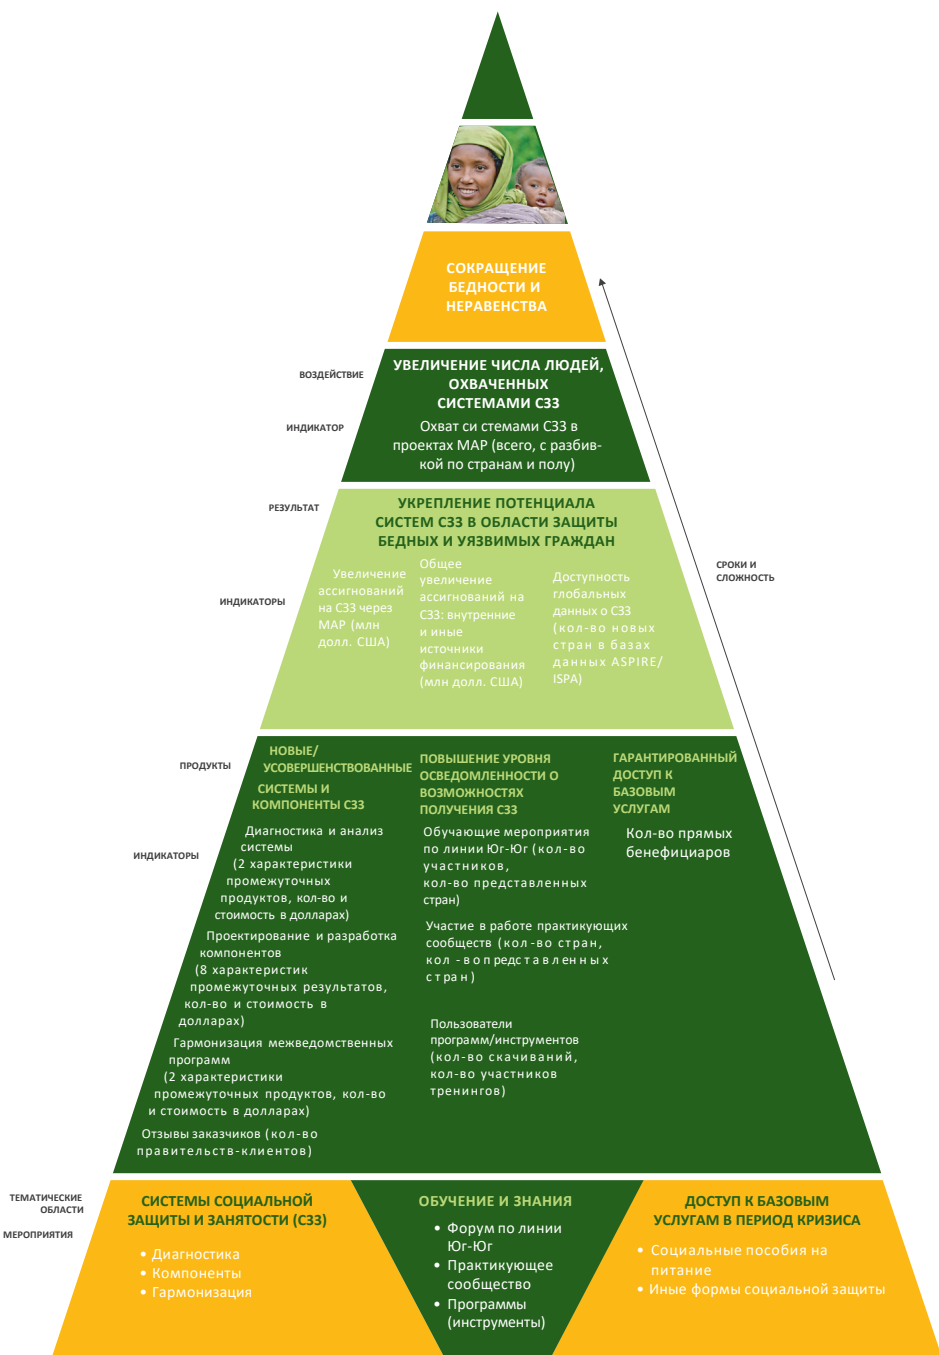 СОКРАЩЕНИЕ
БЕДНОСТИ И
НЕРАВЕНСТВА
ВОЗДЕЙСТВИЕ
УВЕЛИЧЕНИЕ ЧИСЛА ЛЮДЕЙ,
ОХВАЧЕННЫХ
СИСТЕМАМИ СЗЗ
ИНДИКАТОР
Охват си стемами СЗЗ в
проектах МАР (всего, с разбив-
кой по странам и полу)
РЕЗУЛЬТАТ
УКРЕПЛЕНИЕ ПОТЕНЦИАЛА
СИСТЕМ СЗЗ В ОБЛАСТИ ЗАЩИТЫ
БЕДНЫХ И УЯЗВИМЫХ ГРАЖДАН
ИНДИКАТОРЫ
Увеличение
ассигнований
на СЗЗ через
МАР (млн
долл. США)
Общее
увеличение
ассигнований на
СЗЗ: внутренние
и иные
источники
финансирования
(млн долл. США)
Доступность
глобальных
данных о СЗЗ
(кол-во новых
стран в базах
данных ASPIRE/
ISPA)
СРОКИ И
СЛОЖНОСТЬ
ПРОДУКТЫ
НОВЫЕ/
УСОВЕРШЕНСТВОВАННЫЕ
СИСТЕМЫ И
КОМПОНЕНТЫ СЗЗ
ПОВЫШЕНИЕ УРОВНЯ
ОСВЕДОМЛЕННОСТИ О
ВОЗМОЖНОСТЯХ
ПОЛУЧЕНИЯ СЗЗ
ГАРАНТИРОВАННЫЙ
ДОСТУП К
БАЗОВЫМ
УСЛУГАМ
ИНДИКАТОРЫ
Диагностика и анализ
системы
(2 характеристики
промежуточных
продуктов, кол-во и
стоимость в долларах)
Проектирование и разработка
компонентов
(8 характеристик
промежуточных результатов,
кол-во и стоимость в
долларах)
Гармонизация межведомственных
программ
(2 характеристики
промежуточных продуктов, кол-во
и стоимость в долларах)
Отзывы заказчиков (кол-во
правительств-клиентов)
Обучающие мероприятия
по линии Юг-Юг (кол-во
участников,
кол-во представленных
стран)
Участие в работе практикующих
сообществ (кол -во стран,
кол -во представленных
стран)
Пользователи
программ/инструментов
(кол-во скачиваний,
кол-во участников
тренингов)
Кол-во прямых
бенефициаров
ТЕМАТИЧЕСКИЕ
ОБЛАСТИ
МЕРОПРИЯТИЯ
СИСТЕМЫ СОЦИАЛЬНОЙ
ЗАЩИТЫ И ЗАНЯТОСТИ (СЗЗ)
• Диагностика
• Компоненты
• Гармонизация
ОБУЧЕНИЕ И ЗНАНИЯ
• Форум по линии
Юг-Юг
• Практикующее
сообщество
• Программы
(инструменты)
ДОСТУП К БАЗОВЫМ
УСЛУГАМ В ПЕРИОД КРИЗИСА
• Социальные пособия на
питание
• Иные формы социальной защиты